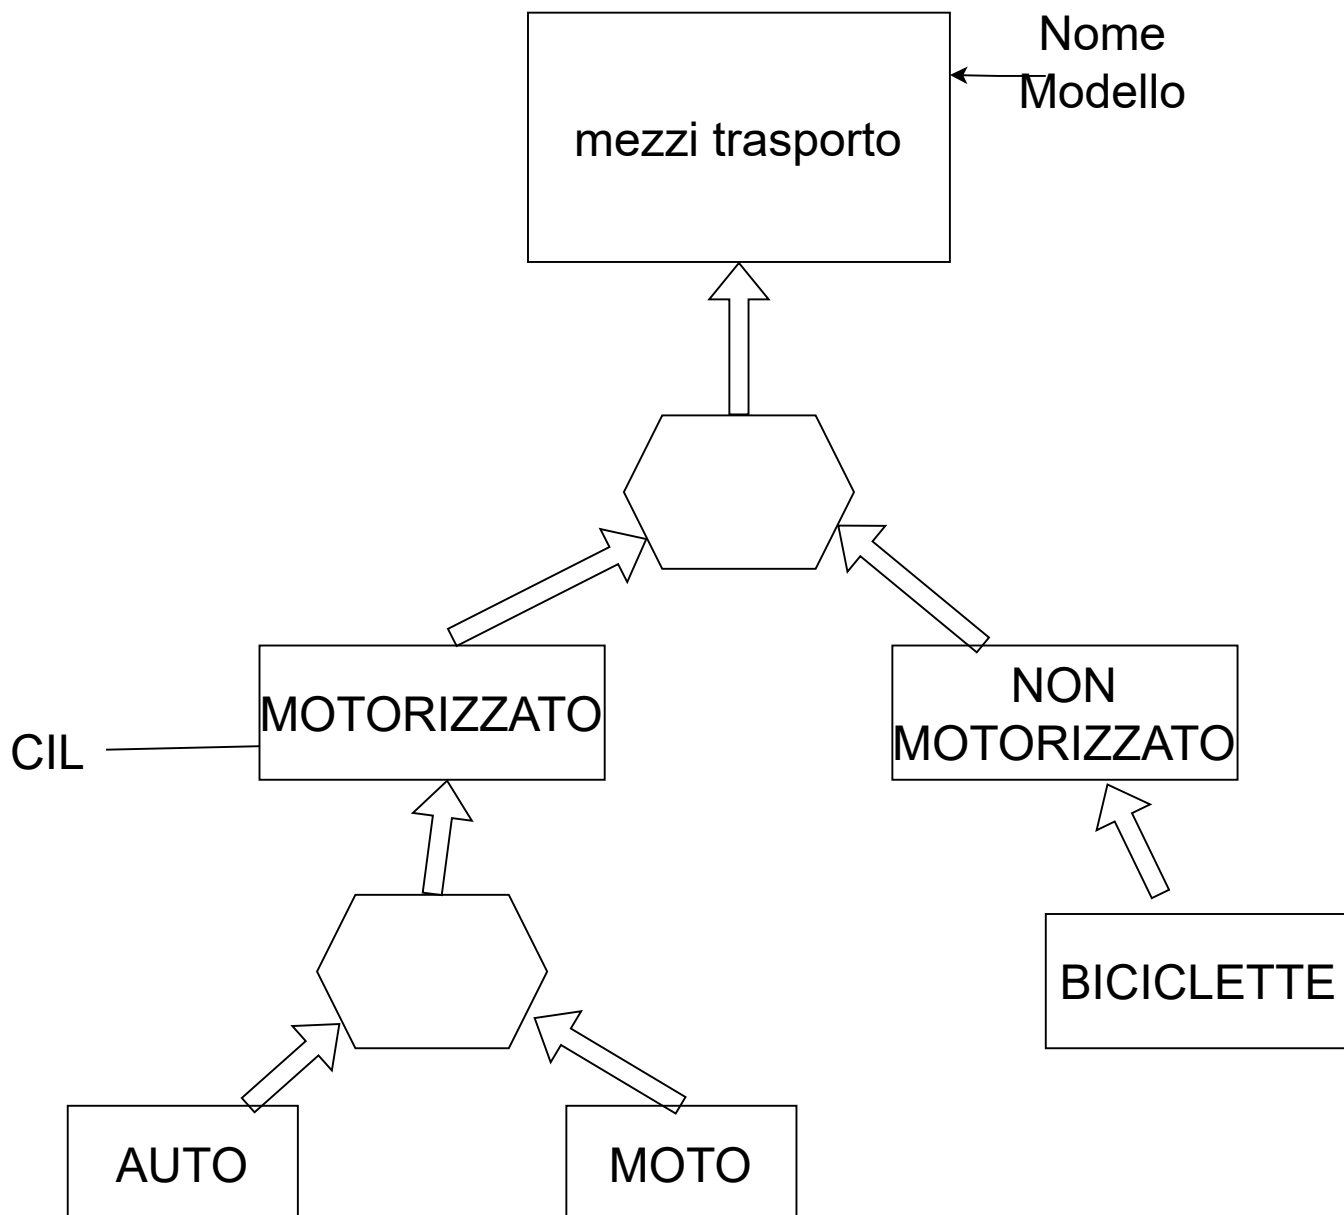 Nome
Modello
mezzi trasporto
MOTORIZZATO
NON
MOTORIZZATO
CIL
BICICLETTE
AUTO
MOTO